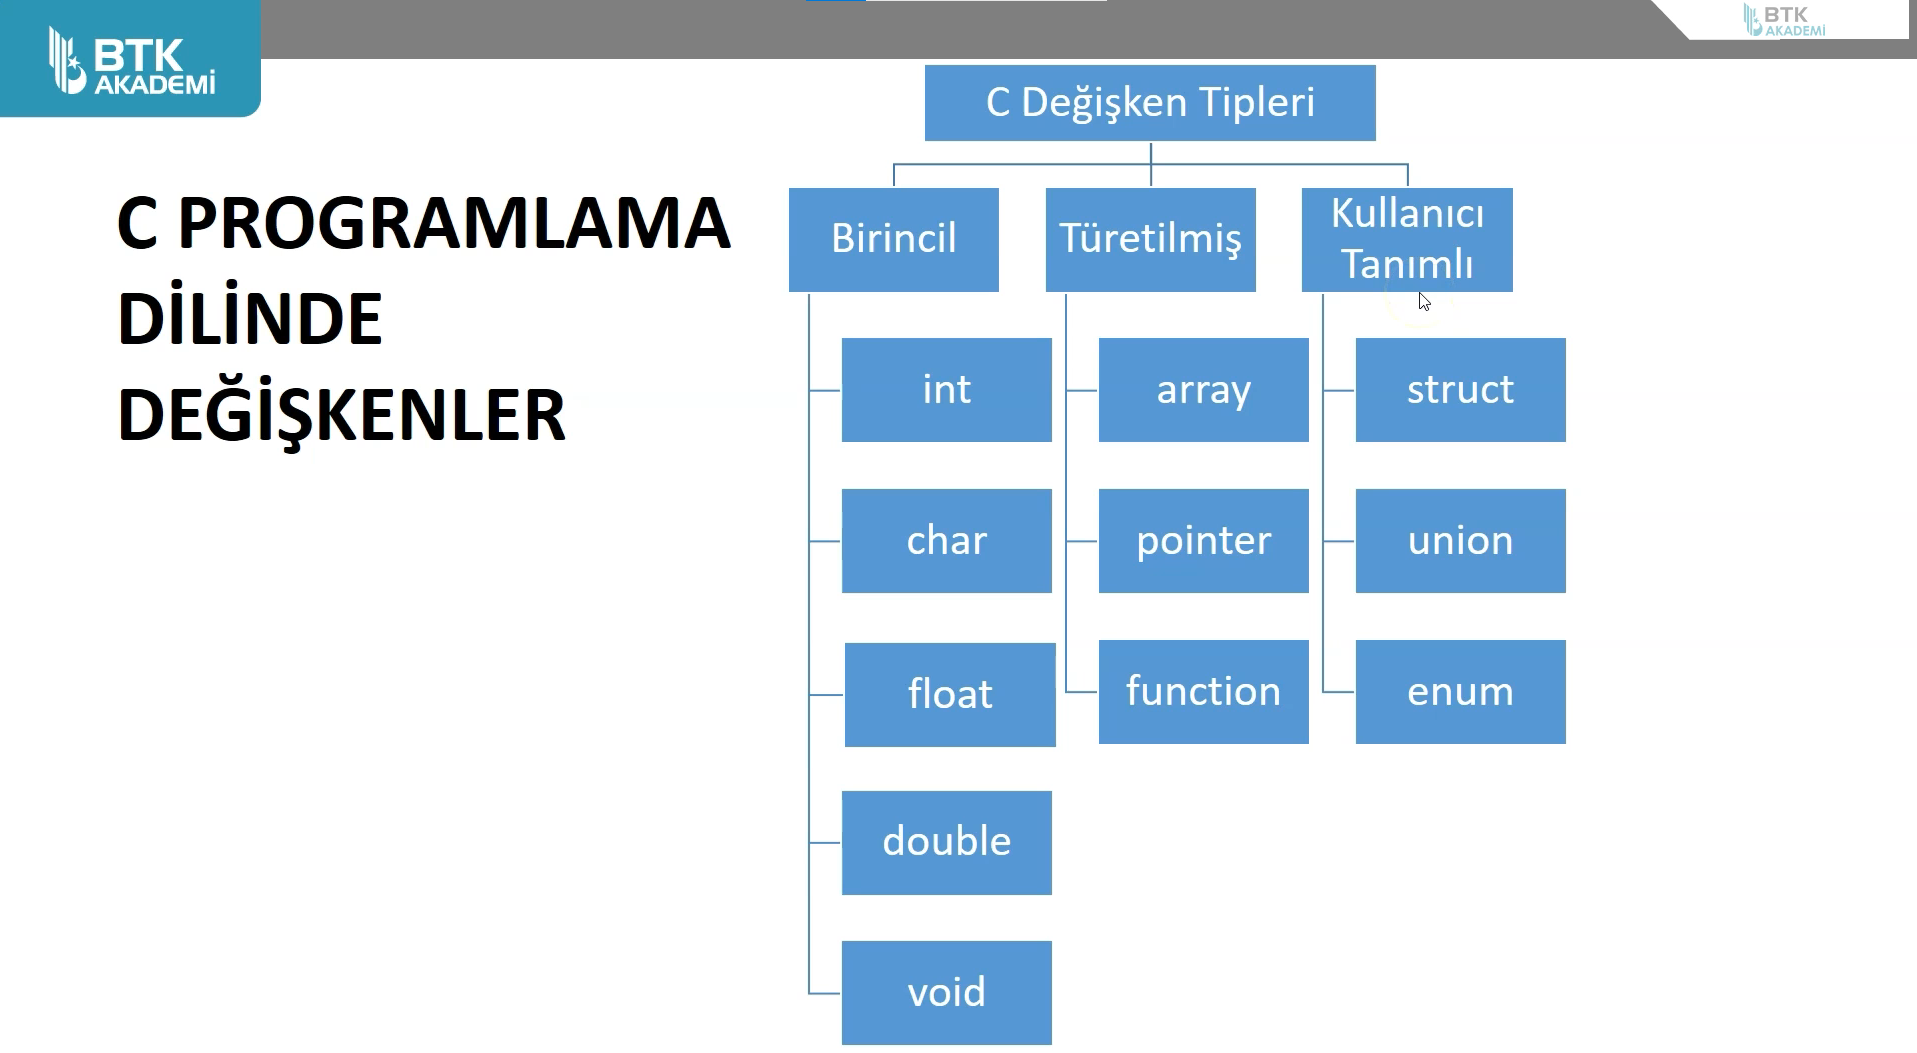 BTK
AKADEMİ
BTK
AKADEMİ
C PROGRAMLAMA
DİLİNDE
DEĞİŞKENLER
C Değişken Tipleri
Birincil
int
char
float
double
void
Türetilmiş
array
pointer
function
Kullanıcı
Tanımlı
struct
union
enum